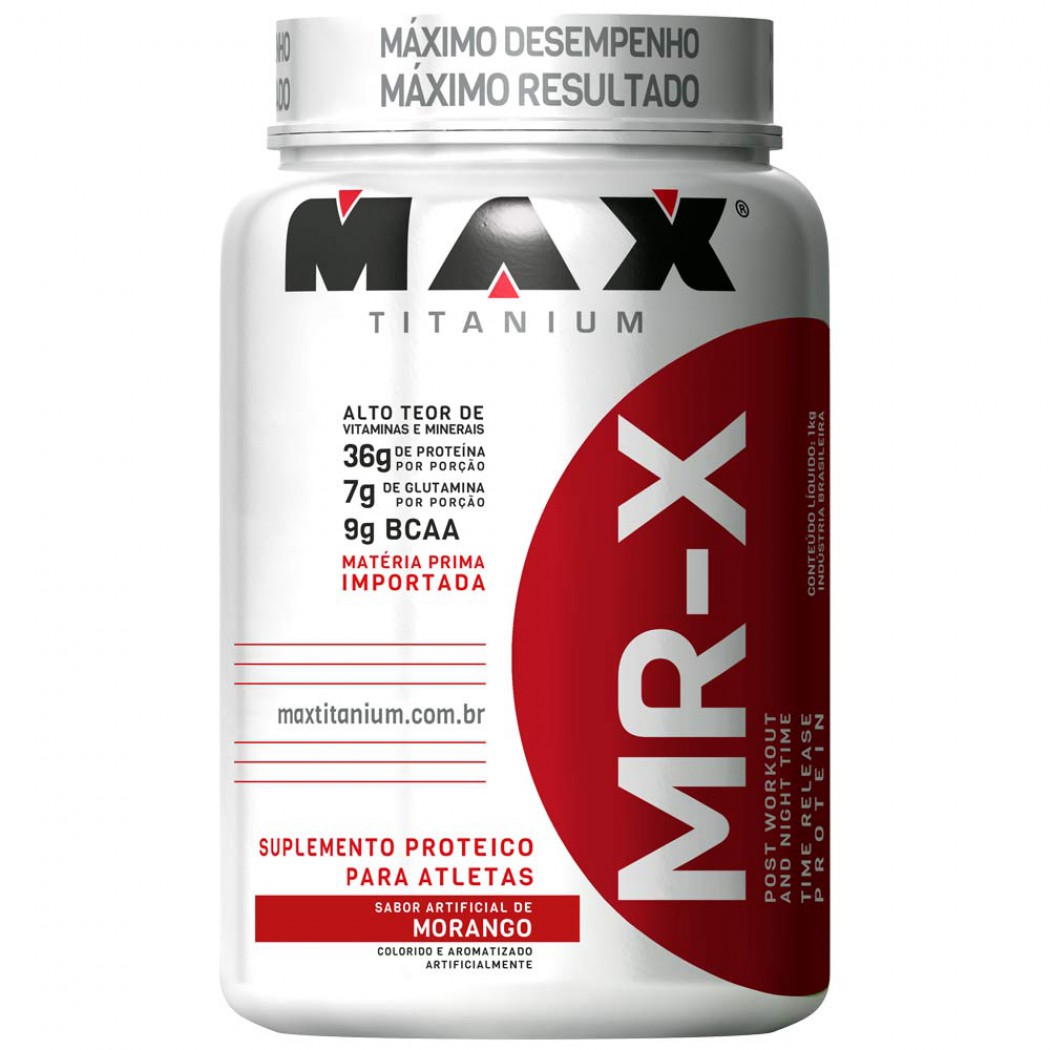 MÁXIMO DESEMPENHO
MÁXIMO RESULTADO
MAX®
TITANIUM
ALTO TEOR DE
VITAMINAS E MINERAIS
36g DE PROTEÍNA
POR PORÇÃO
7g DE GLUTAMINA
POR PORÇÃO
9g BCAA
MATÉRIA PRIMA
IMPORTADA
maxtitanium.com.br
SUPLEMENTO PROTEICO
PARA ATLETAS
SABOR ARTIFICIAL DE
MORANGO
COLORIDO E AROMATIZADO
ARTIFICIALMENTE
MR-X
POST WORKOUT
AND NIGHT TIME
TIME RELEASE
PROTEIN
CONTEÚDO LÍQUIDO: 1kg
INDÚSTRIA BRASILEIRA